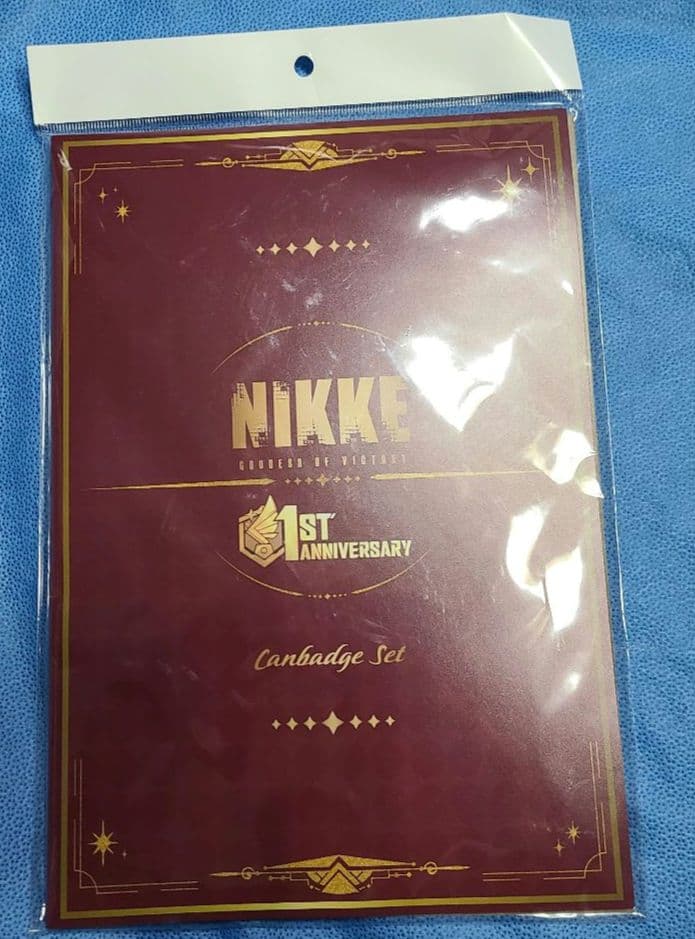 NIKKE
GODDESS OF VICTORY
1ST
ANNIVERSARY
Canbadge Set